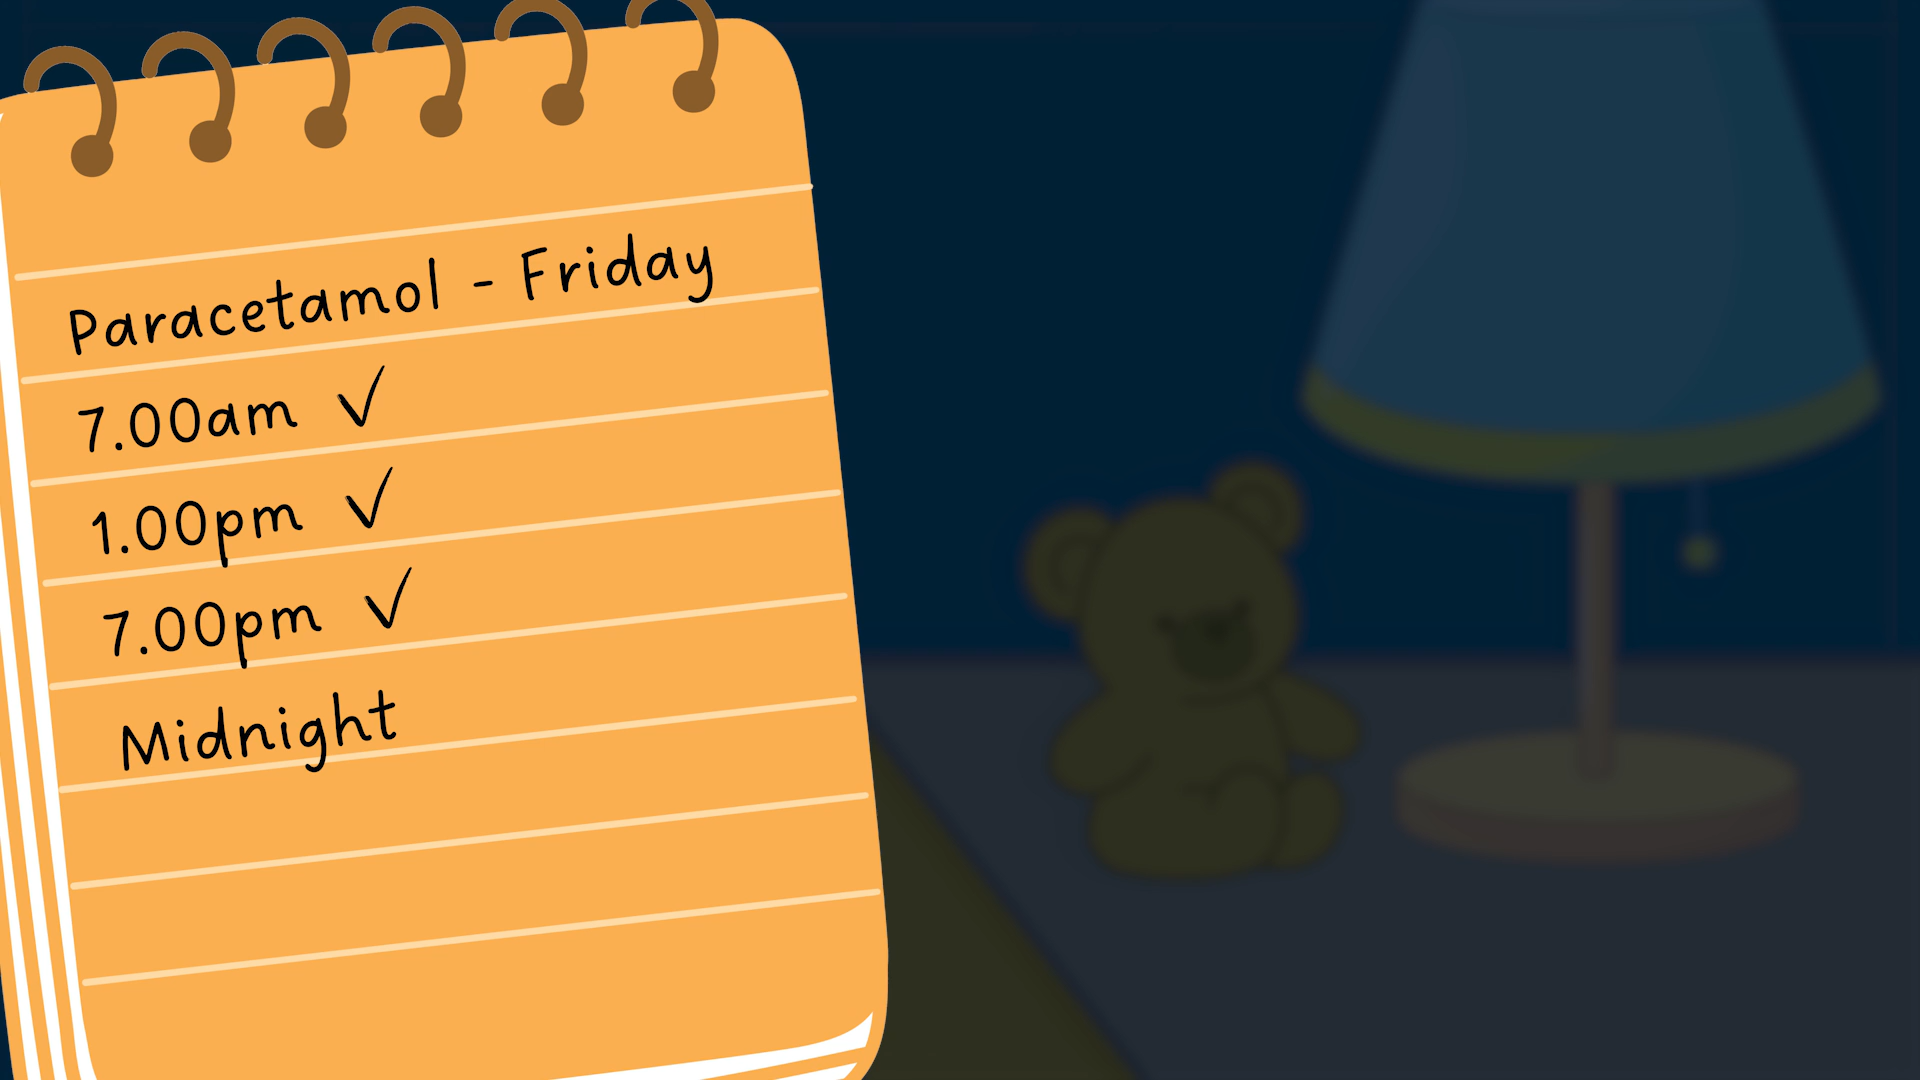 Paracetamol - Friday
7.00am ✓
1.00pm ✓
7.00pm ✓
Midnight